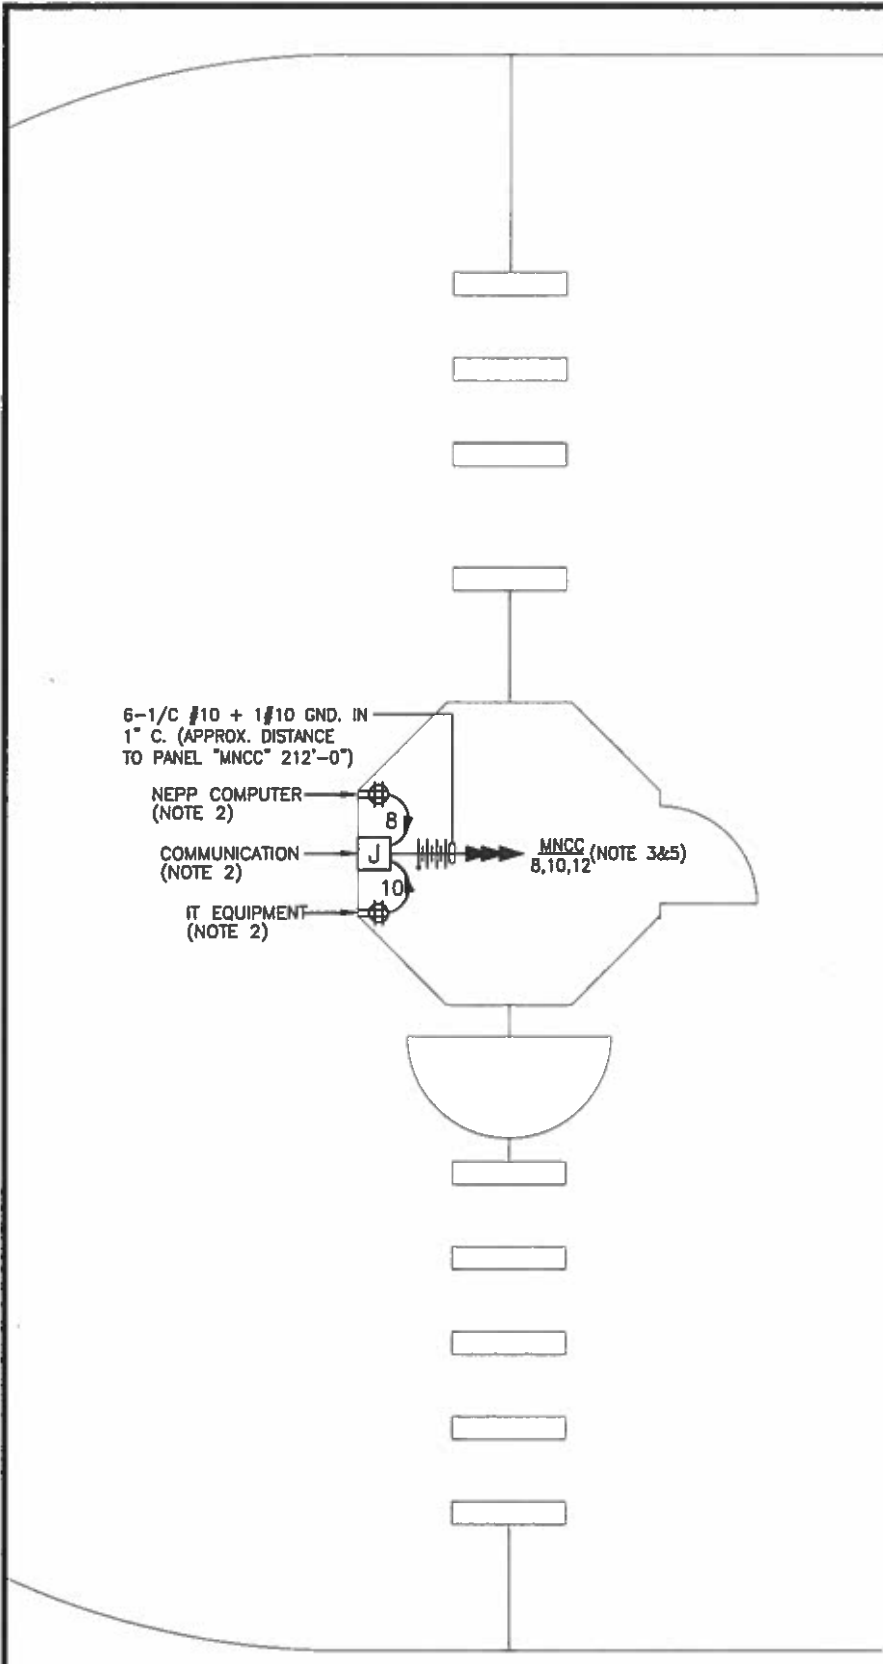 6-1/C #10 + 1#10 GND. IN
1" C. (APPROX. DISTANCE
TO PANEL "MNCC" 212'-0")
NEPP COMPUTER
(NOTE 2)
8
COMMUNICATION
(NOTE 2)
J
MNCC
8,10,12 (NOTE 3&5)
10
IT EQUIPMENT
(NOTE 2)